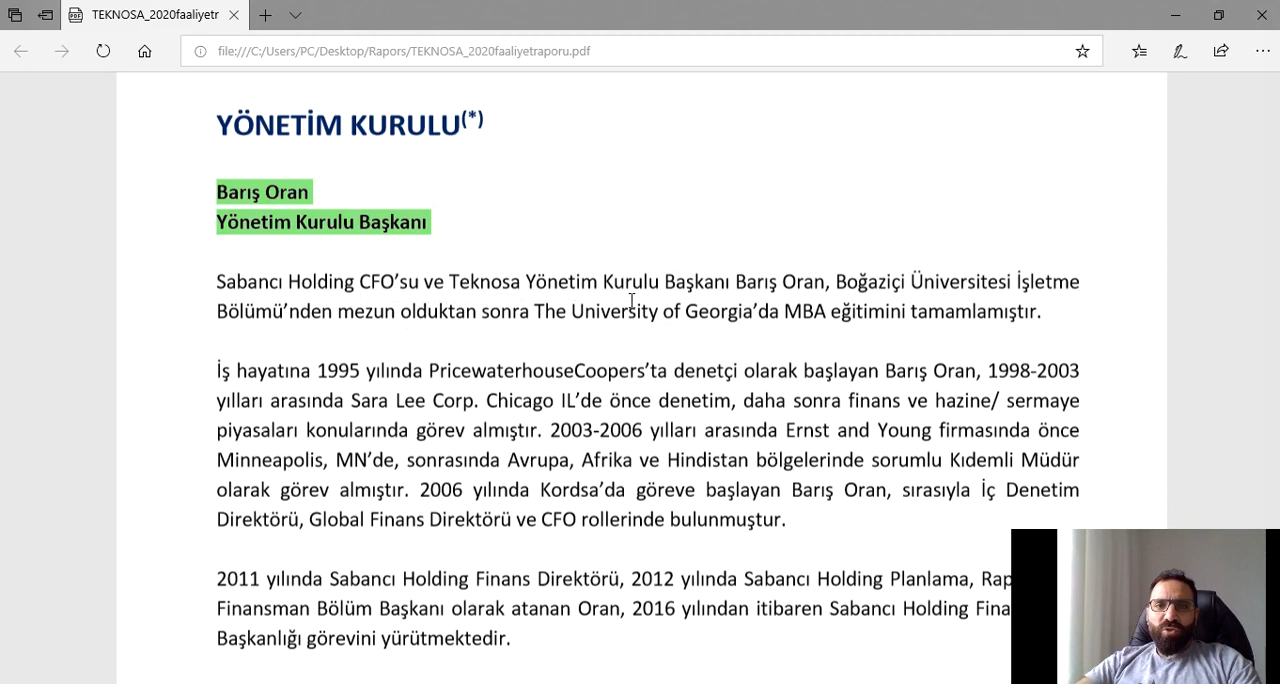 TEKNOSA_2020faaliyetr
file:///C:/Users/PC/Desktop/Rapors/TEKNOSA_2020faaliyetraporu.pdf
YÖNETİM KURULU(*)
Barış Oran
Yönetim Kurulu Başkanı
Sabancı Holding CFO’su ve Teknosa Yönetim Kurulu Başkanı Barış Oran, Boğaziçi Üniversitesi İşletme
Bölümü’nden mezun olduktan sonra The University of Georgia’da MBA eğitimini tamamlamıştır.
İş hayatına 1995 yılında PricewaterhouseCoopers’ta denetçi olarak başlayan Barış Oran, 1998-2003
yılları arasında Sara Lee Corp. Chicago IL’de önce denetim, daha sonra finans ve hazine/ sermaye
piyasaları konularında görev almıştır. 2003-2006 yılları arasında Ernst and Young firmasında önce
Minneapolis, MN’de, sonrasında Avrupa, Afrika ve Hindistan bölgelerinde sorumlu Kıdemli Müdür
olarak görev almıştır. 2006 yılında Kordsa’da göreve başlayan Barış Oran, sırasıyla İç Denetim
Direktörü, Global Finans Direktörü ve CFO rollerinde bulunmuştur.
2011 yılında Sabancı Holding Finans Direktörü, 2012 yılında Sabancı Holding Planlama, Rap
Finansman Bölüm Başkanı olarak atanan Oran, 2016 yılından itibaren Sabancı Holding Fina
Başkanlığı görevini yürütmektedir.